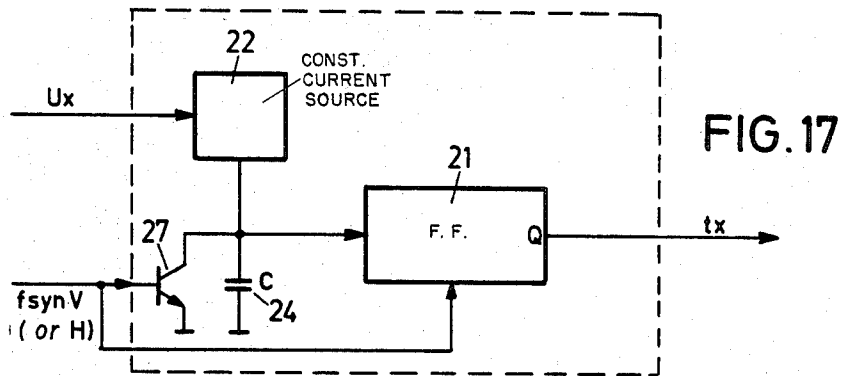 22
CONST.
CURRENT
SOURCE
Ux
FIG.17
21
F. F.
Q
tx
27
C
24
fsyn V
( or H)